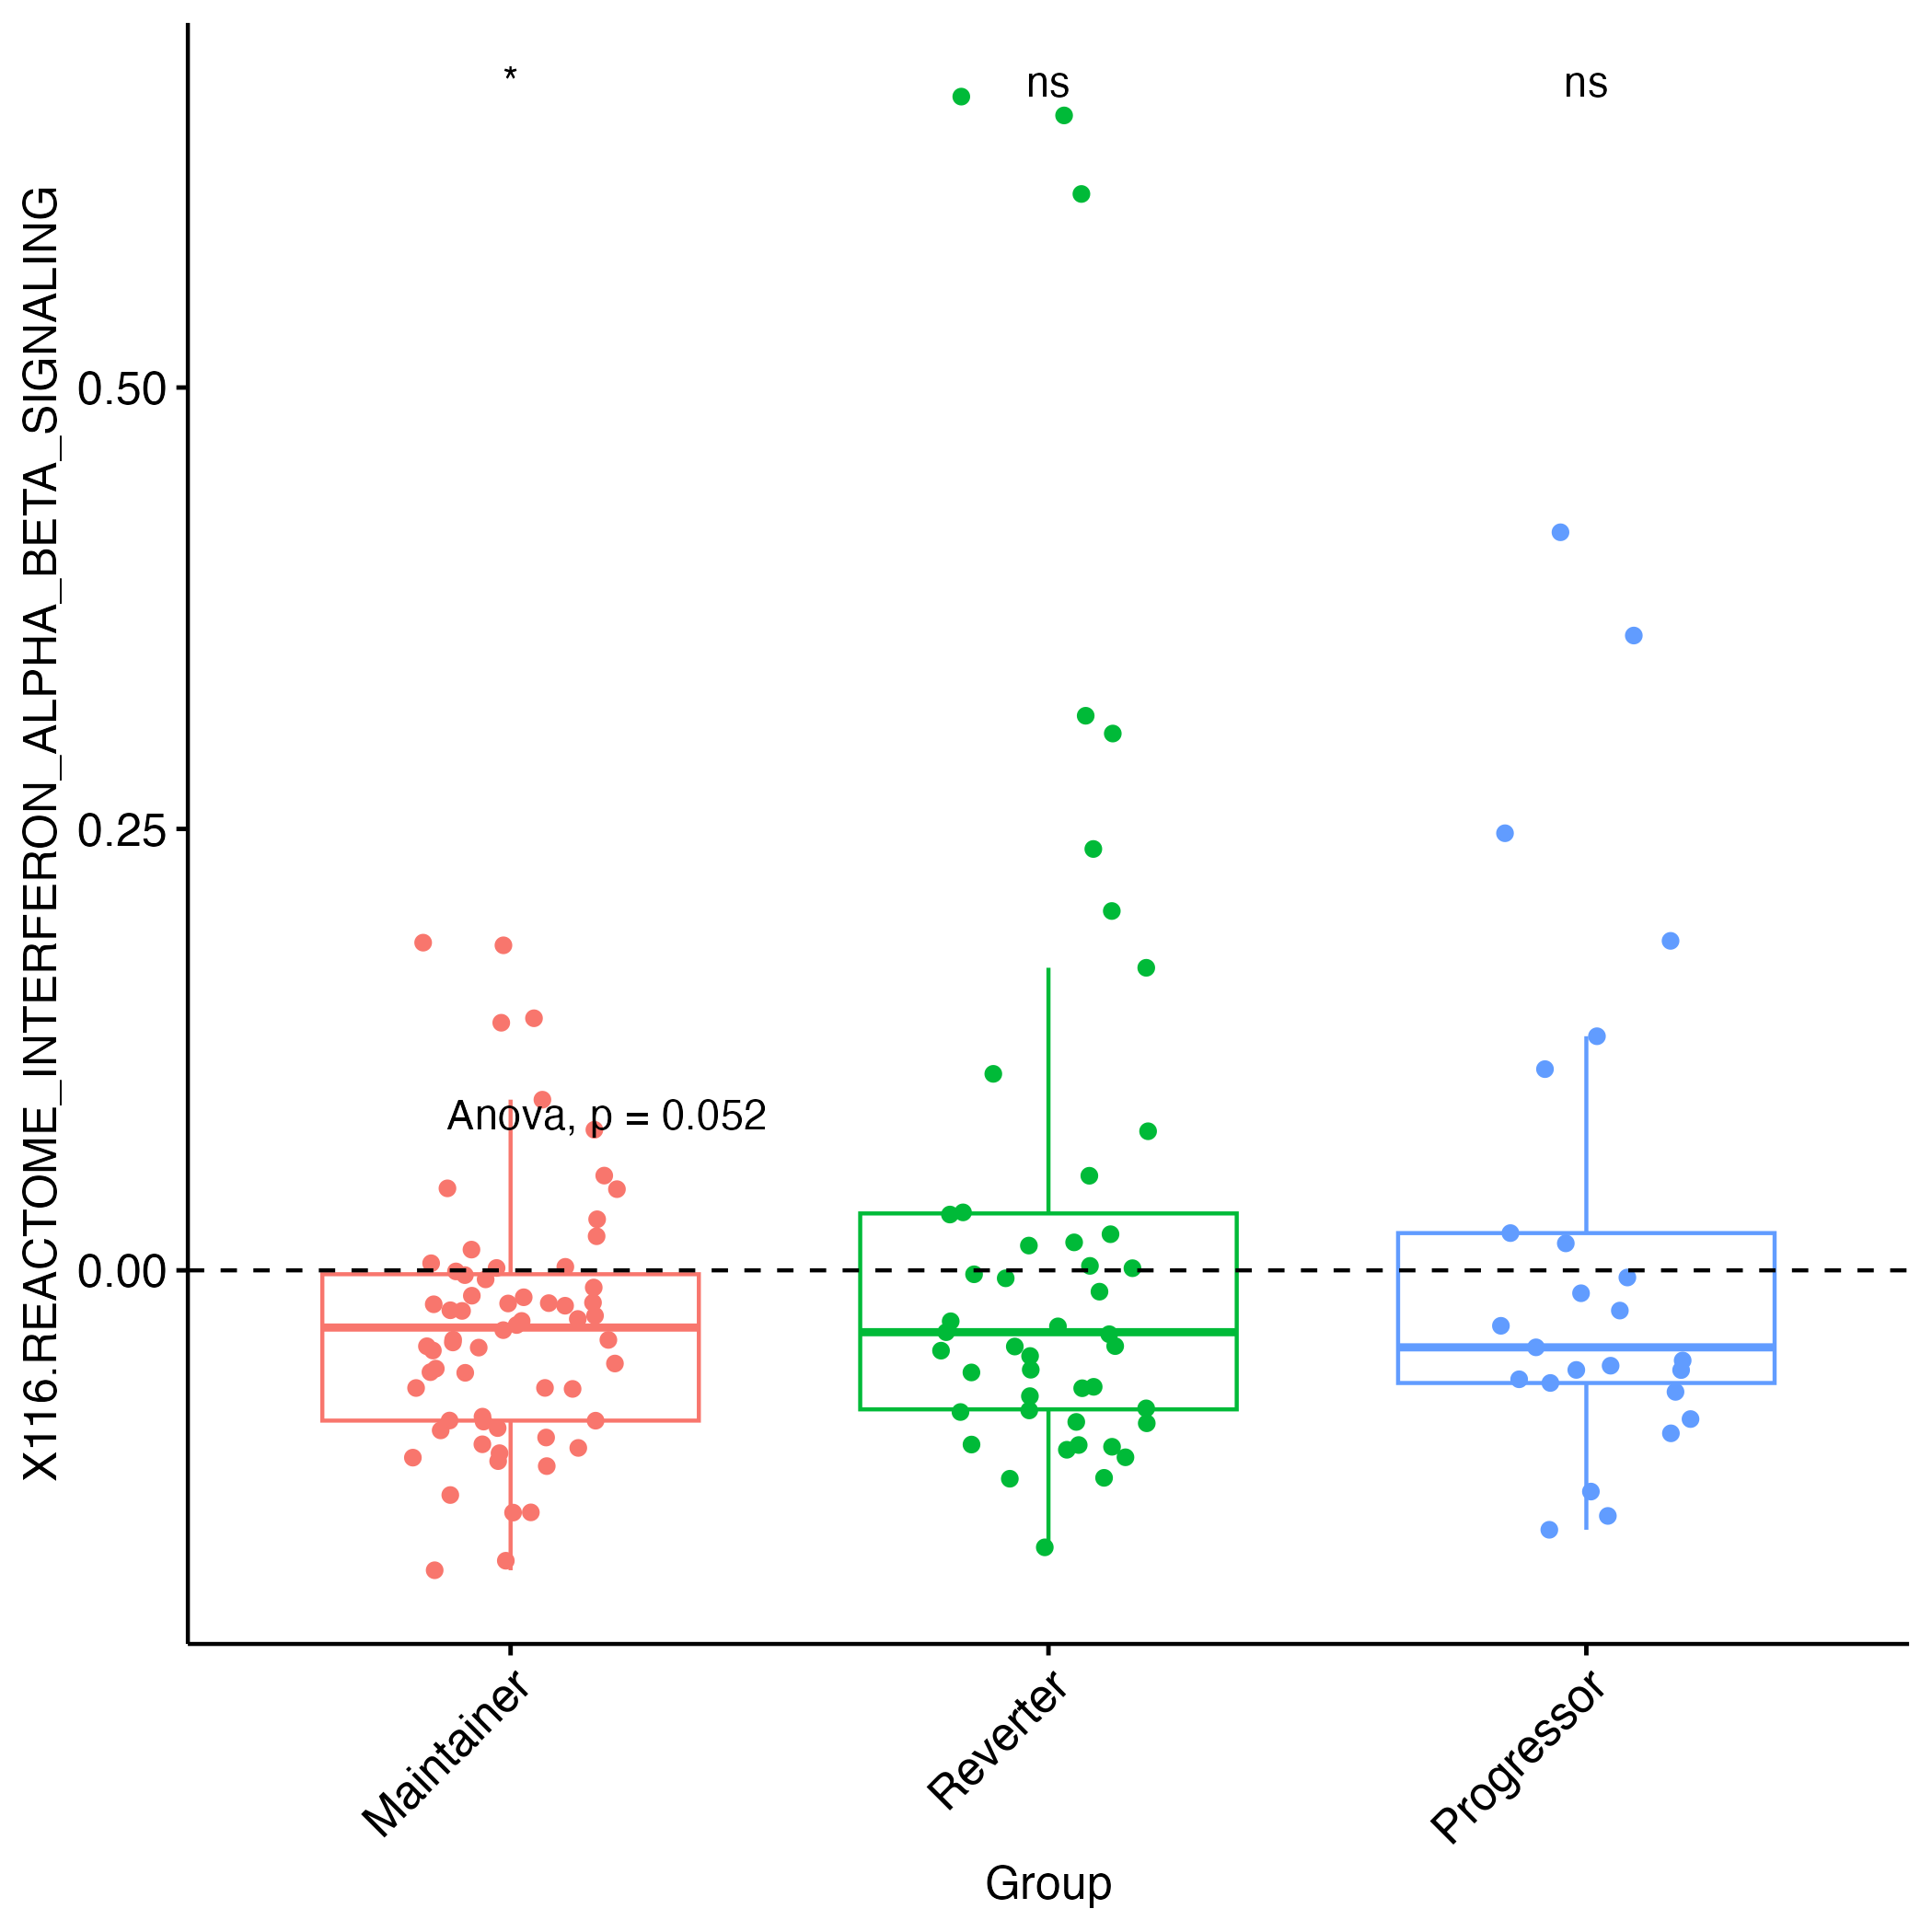 *
ns
ns
X116.REACTOME_INTERFERON_ALPHA_BETA_SIGNALING
0.50
0.25
0.00
Anova, p = 0.052
Maintainer
Reverter
Progressor
Group